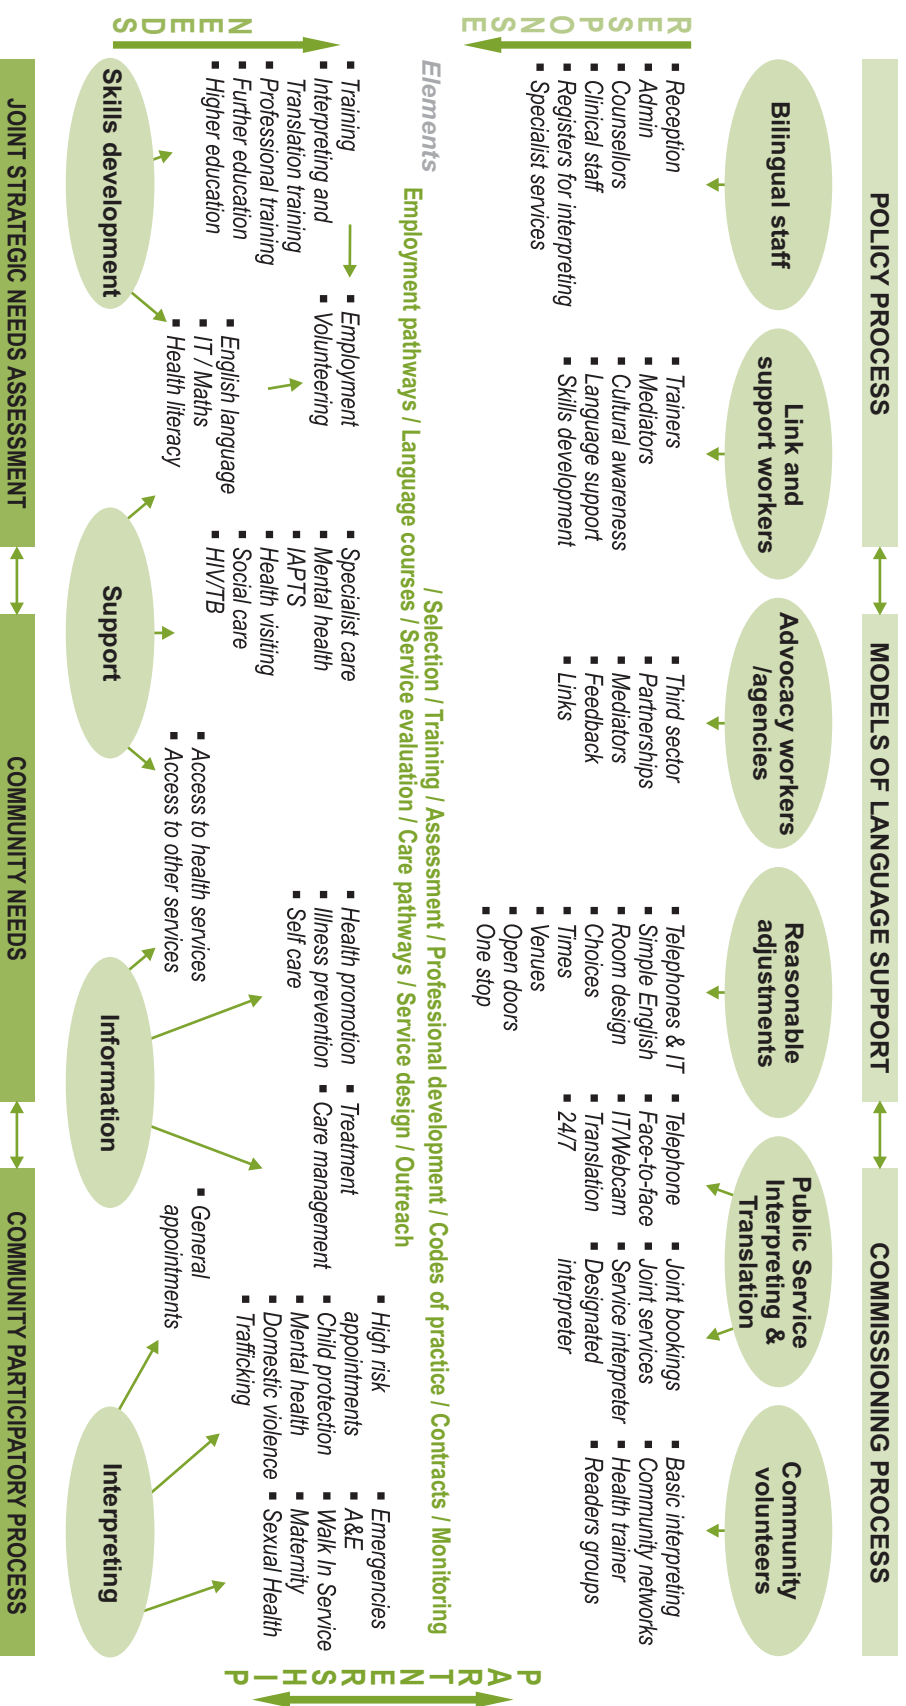 POLICY PROCESS
MODELS OF LANGUAGE SUPPORT
COMMISSIONING PROCESS
Bilingual staff
Link and
support workers
Advocacy workers
/agencies
Reasonable
adjustments
Public Service
Interpreting &
Translation
Community
volunteers
RESPONSE
▪ Reception
▪ Admin
▪ Counsellors
▪ Clinical staff
▪ Registers for interpreting
▪ Specialist services
▪ Trainers
▪ Mediators
▪ Cultural awareness
▪ Language support
▪ Skills development
▪ Third sector
▪ Partnerships
▪ Mediators
▪ Feedback
▪ Links
▪ Telephones & IT
▪ Simple English
▪ Room design
▪ Choices
▪ Times
▪ Venues
▪ Open doors
▪ One stop
▪ Telephone
▪ Face-to-face
▪ IT/Webcam
▪ Translation
▪ 24/7
▪ Joint bookings
▪ Joint services
▪ Service interpreter
▪ Designated
interpreter
▪ Basic interpreting
▪ Community networks
▪ Health trainer
▪ Readers groups
PARTNERSHIP
Elements
/ Selection / Training / Assessment / Professional development / Codes of practice / Contracts / Monitoring
Employment pathways / Language courses / Service evaluation / Care pathways / Service design / Outreach
NEEDS
▪ Training
▪ Interpreting and
Translation training
▪ Professional training
▪ Further education
▪ Higher education
▪ Employment
▪ Volunteering
▪ English language
▪ IT / Maths
▪ Health literacy
▪ Specialist care
▪ Mental health
▪ IAPTS
▪ Health visiting
▪ Social care
▪ HIV/TB
▪ Access to health services
▪ Access to other services
▪ Health promotion
▪ Illness prevention
▪ Self care
▪ Treatment
▪ Care management
▪ General
appointments
▪ High risk
appointments
▪ Child protection
▪ Mental health
▪ Domestic violence
▪ Trafficking
▪ Emergencies
▪ A&E
▪ Walk In Service
▪ Maternity
▪ Sexual Health
Skills development
Support
Information
Interpreting
JOINT STRATEGIC NEEDS ASSESSMENT
COMMUNITY NEEDS
COMMUNITY PARTICIPATORY PROCESS